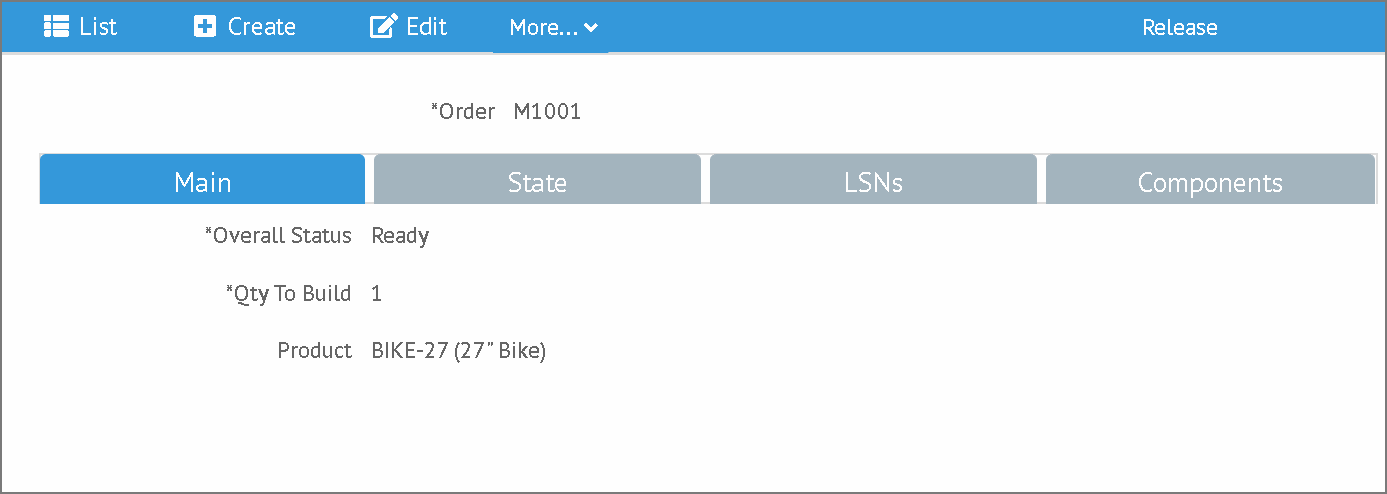 List Create Edit More... Release
*Order M1001
Main State LSNs Components
*Overall Status Ready
*Qty To Build 1
Product BIKE-27 (27" Bike)